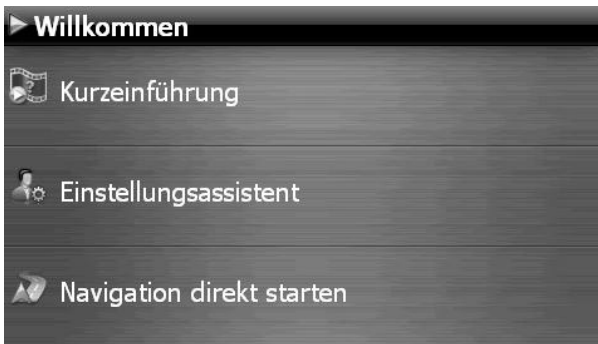 Willkommen
Kurzeinführung
Einstellungsassistent
Navigation direkt starten